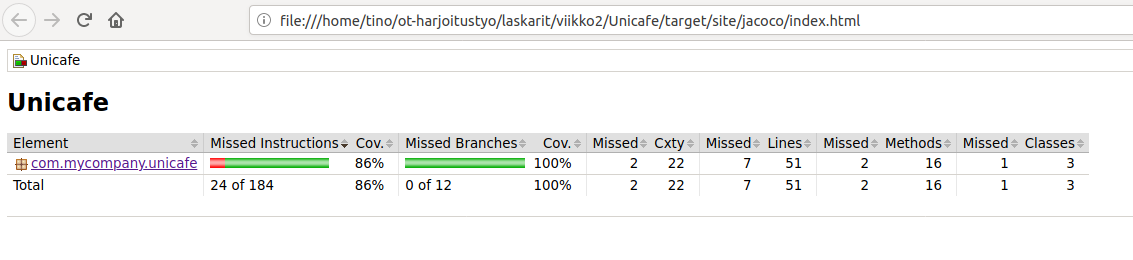 file:///home/tino/ot-harjoitustyo/laskarit/viikko2/Unicafe/target/site/jacoco/index.html
Unicafe
Unicafe
Element Missed Instructions Cov. Missed Branches Cov. Missed Cxty Missed Lines Missed Methods Missed Classes
com.mycompany.unicafe 86% 100% 2 22 7 51 2 16 1 3
Total 24 of 184 86% 0 of 12 100% 2 22 7 51 2 16 1 3